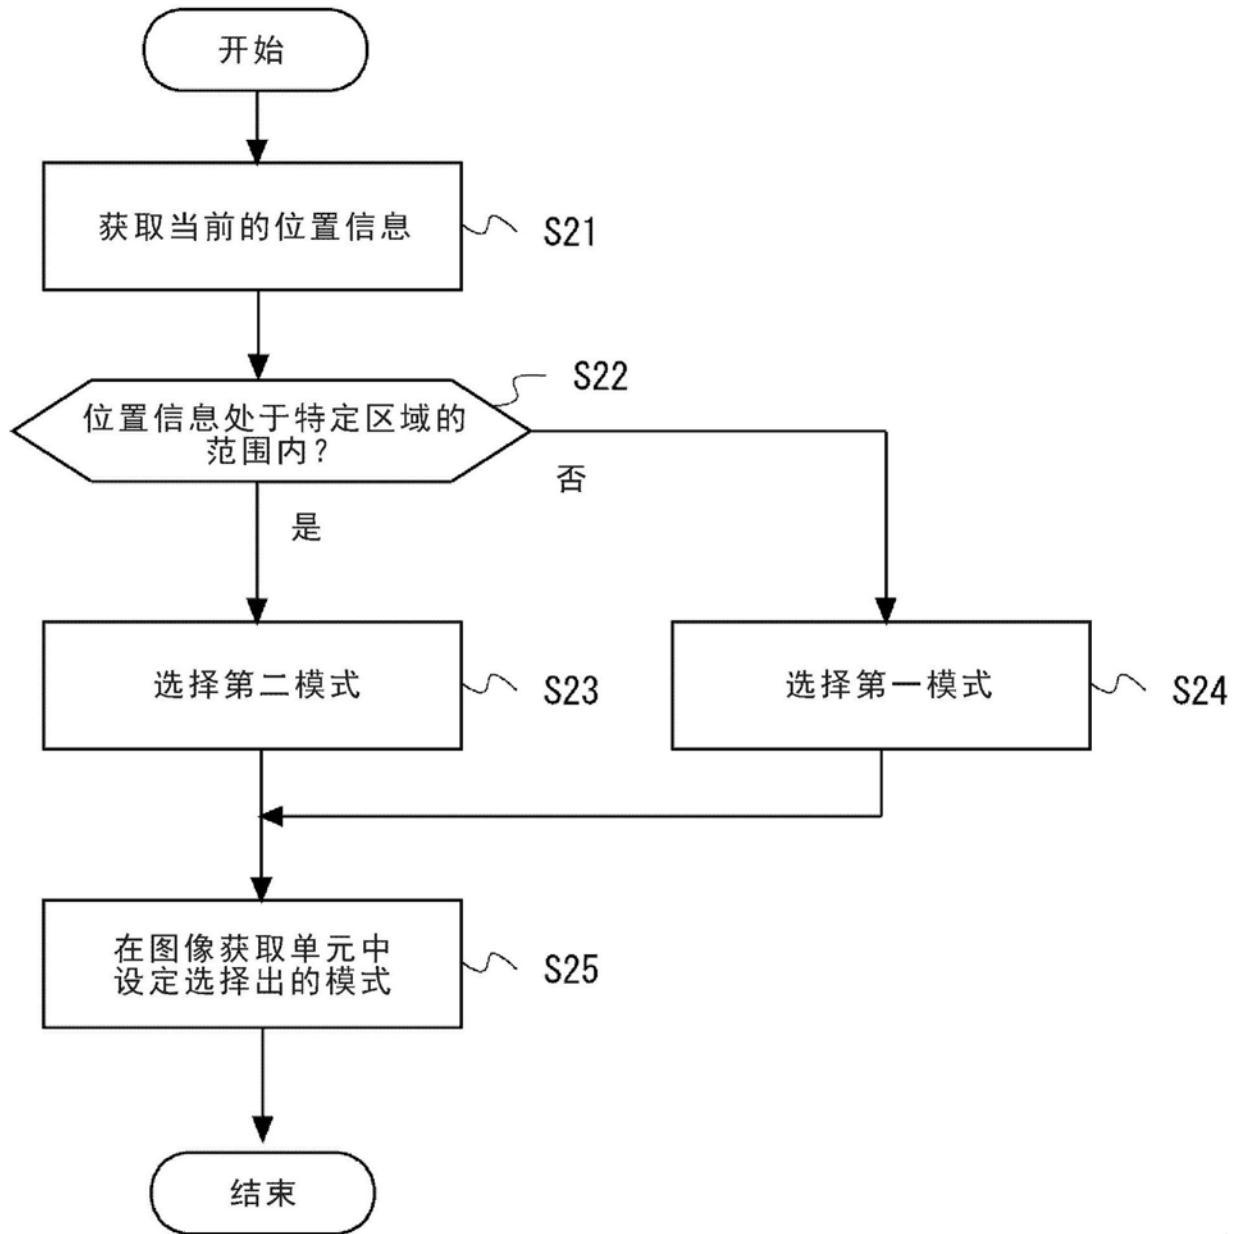 开始
获取当前的位置信息
S21
S22
位置信息处于特定区域的
范围内?
否
是
选择第二模式
S23
选择第一模式
S24
在图像获取单元中
设定选择出的模式
S25
结束